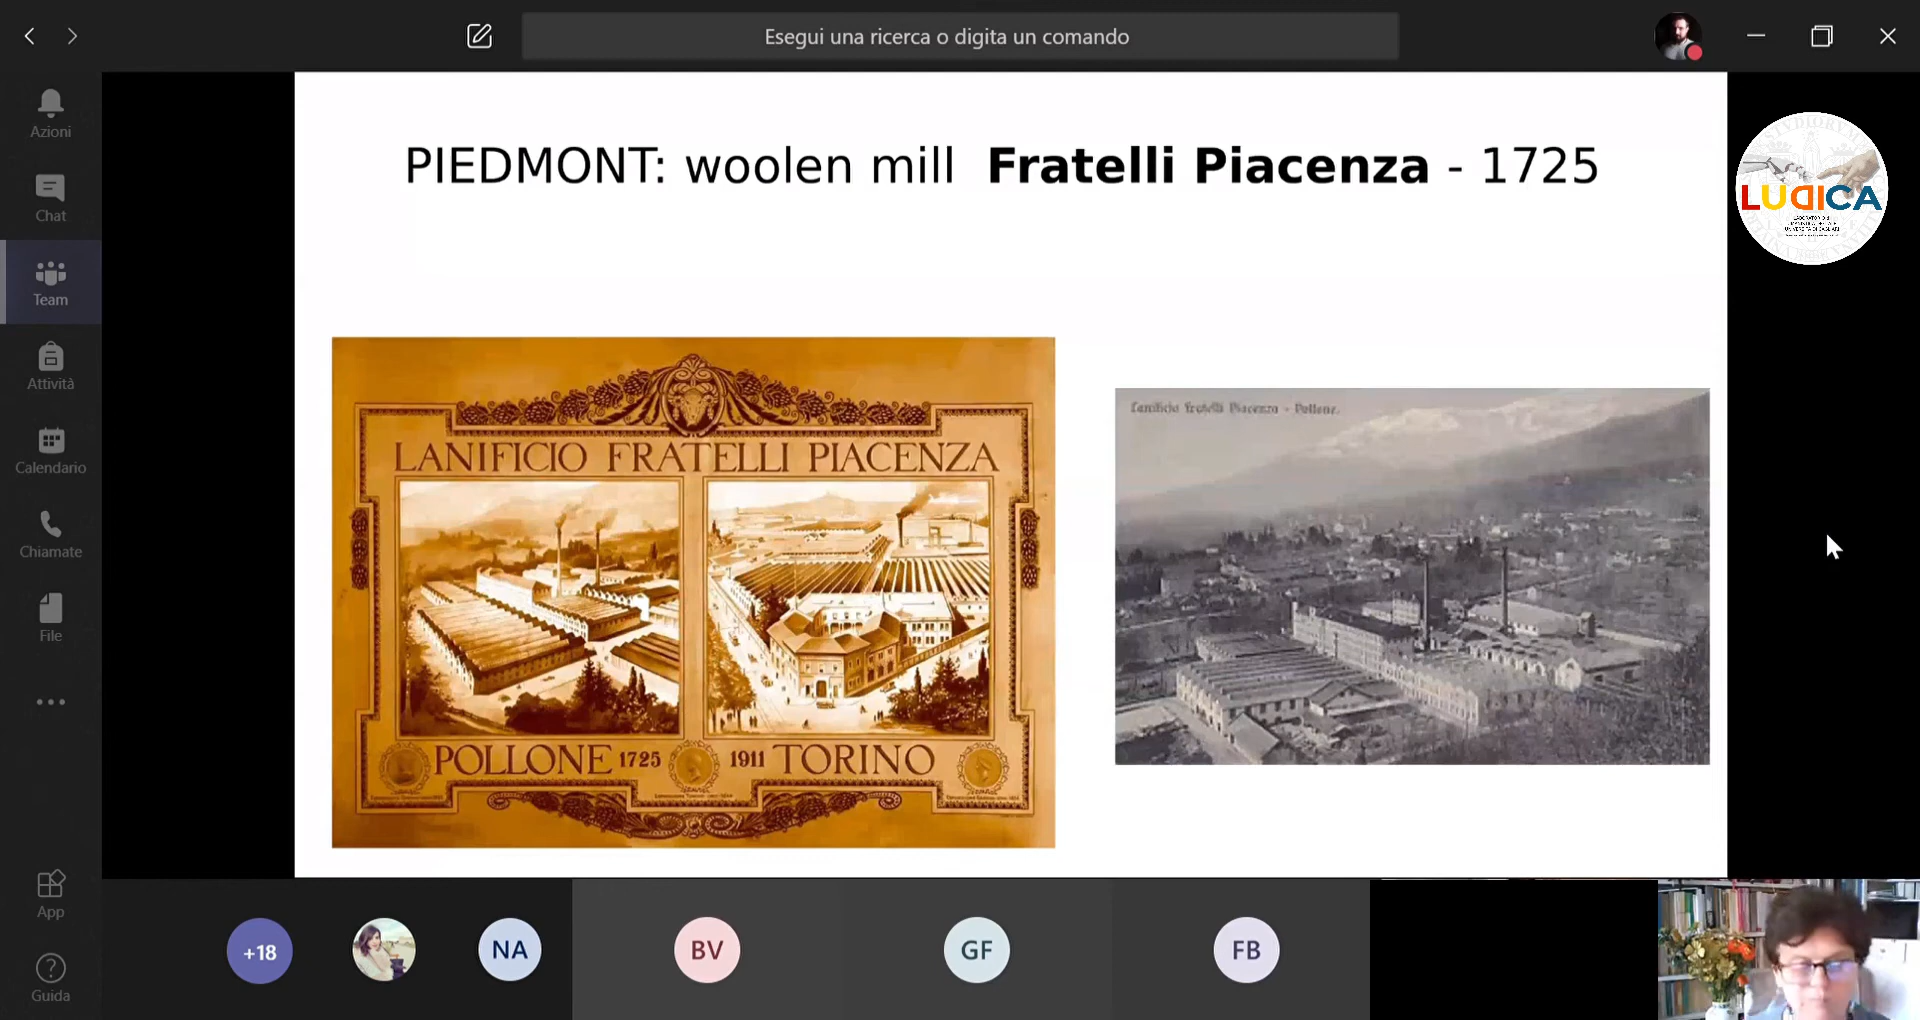 Esegui una ricerca o digita un comando
Azioni
Chat
Team
Attività
Calendario
Chiamate
File
App
Guida
PIEDMONT: woolen mill Fratelli Piacenza - 1725
LUDICA
LANIFICIO FRATELLI PIACENZA
POLLONE 1725 1911 TORINO
Lanificio Fratelli Piacenza - Pollone.
+18
NA
BV
GF
FB